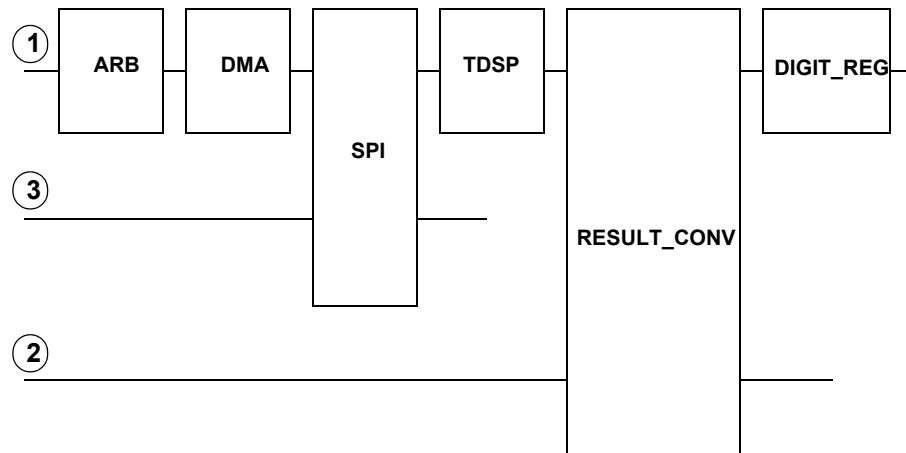 1
ARB
DMA
TDSP
DIGIT_REG
SPI
3
RESULT_CONV
2